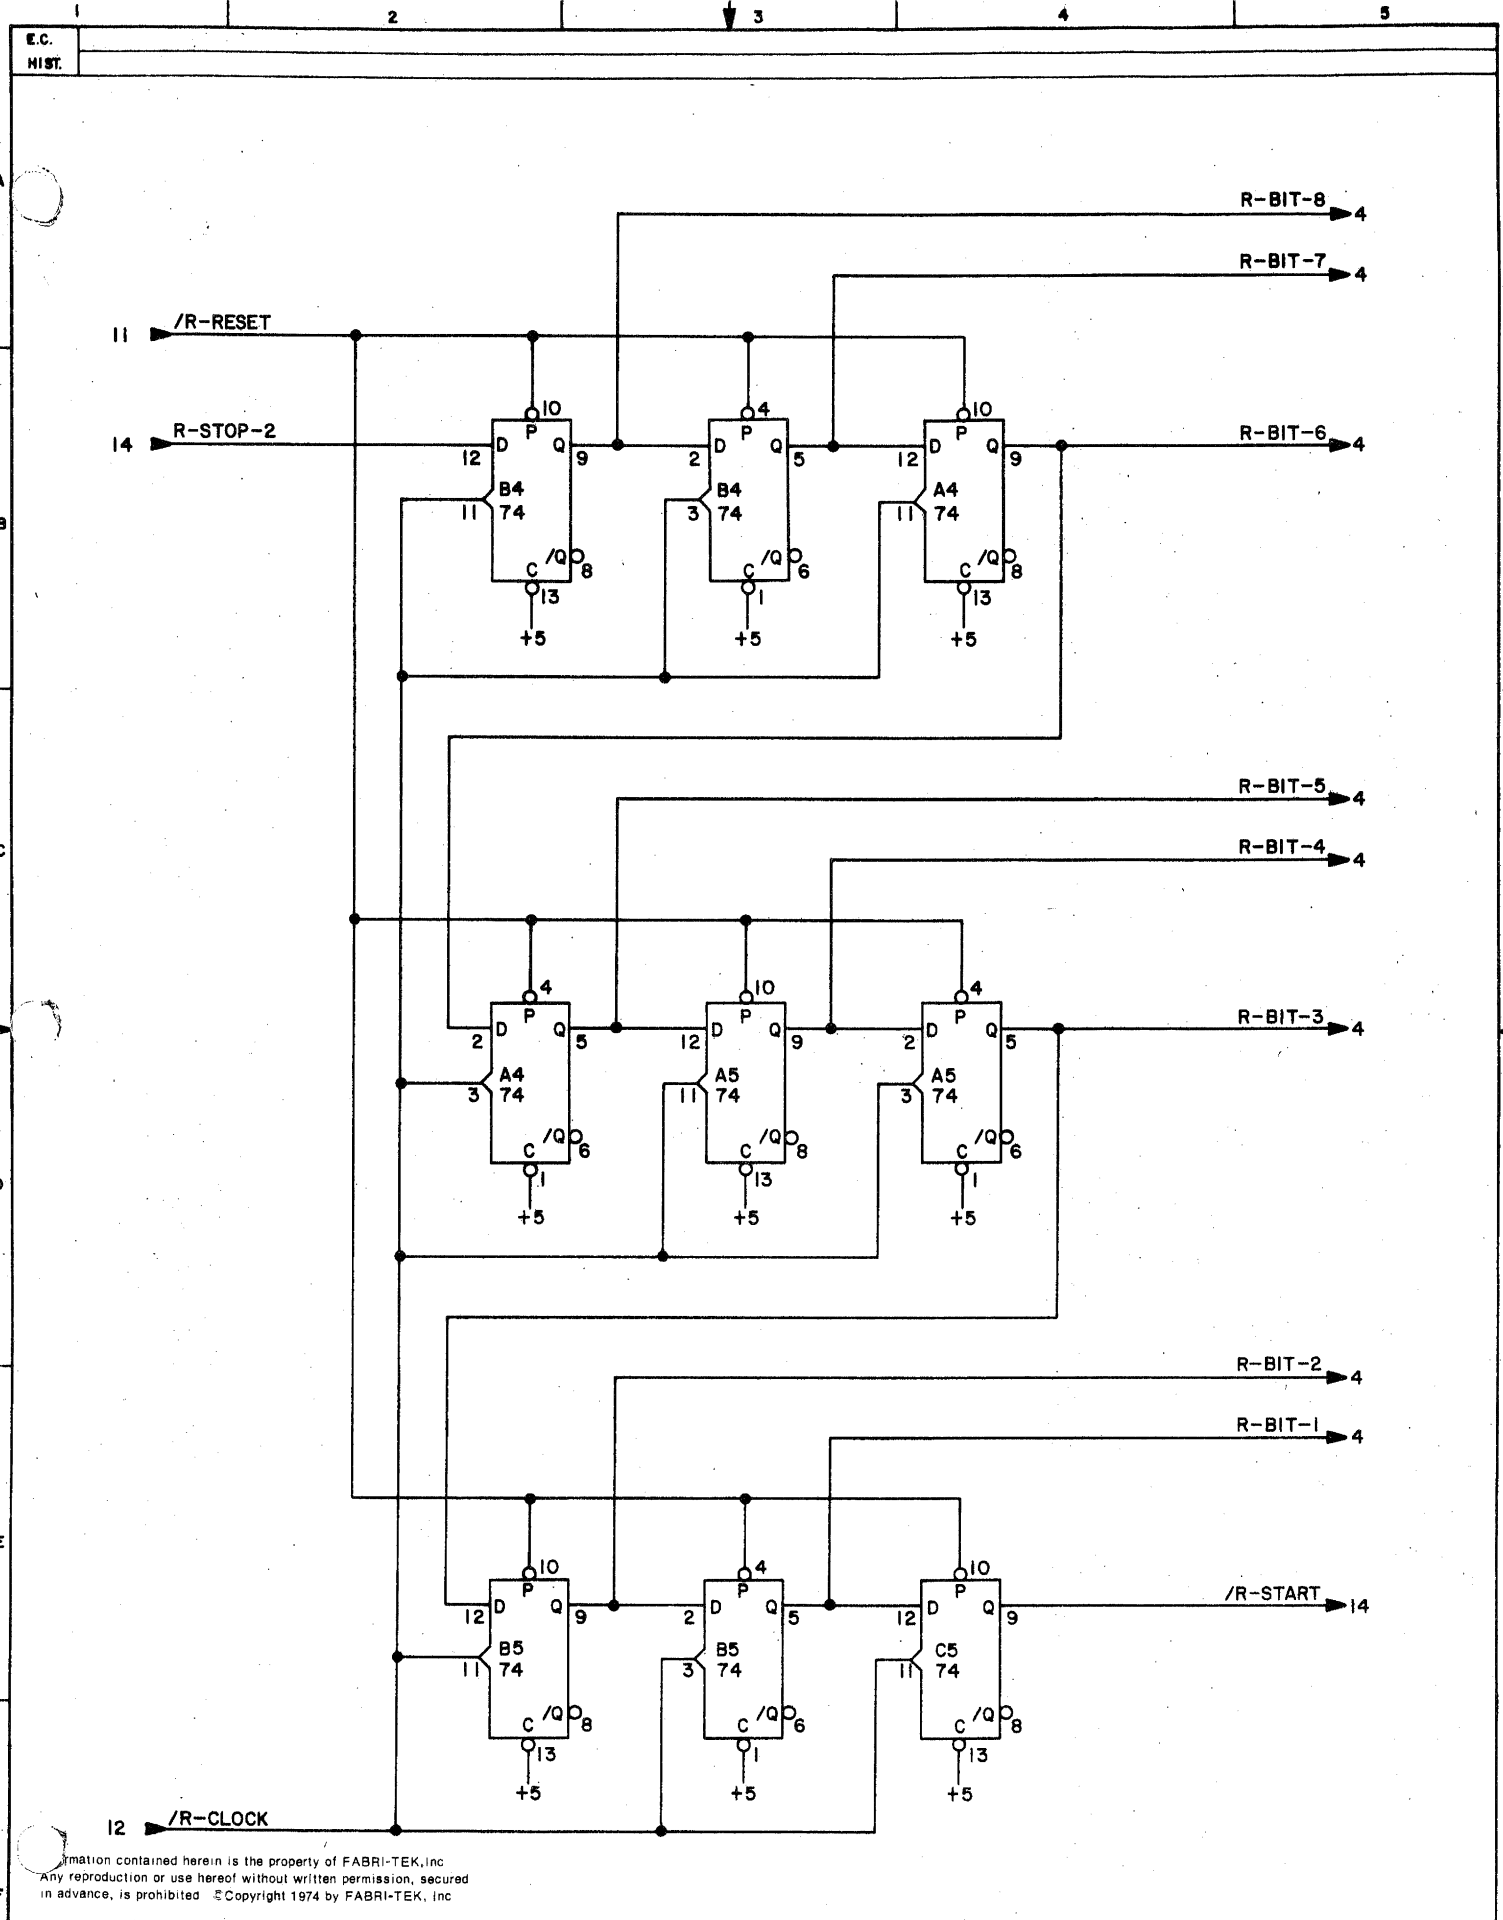 1 2 3 4 5
E.C.
HIST.
R-BIT-8 4
R-BIT-7 4
11 /R-RESET
10 4 10
14 R-STOP-2
P P P
D Q D Q D Q
R-BIT-6 4
12 9 2 5 12 9
B4 B4 A4
11 74 3 74 11 74
/Q 8 /Q 6 /Q 8
C C C
13 1 13
+5 +5 +5
R-BIT-5 4
R-BIT-4 4
4 10 4
P P P
D Q D Q D Q
R-BIT-3 4
2 5 12 9 2 5
A4 A5 A5
3 74 11 74 3 74
/Q 6 /Q 8 /Q 6
C C C
1 13 1
+5 +5 +5
R-BIT-2 4
R-BIT-1 4
10 4 10
P P P
D Q D Q D Q
/R-START 14
12 9 2 5 12 9
B5 B5 C5
11 74 3 74 11 74
/Q 8 /Q 6 /Q 8
C C C
13 1 13
+5 +5 +5
12 /R-CLOCK
rmation contained herein is the property of FABRI-TEK,Inc
Any reproduction or use hereof without written permission, secured
in advance, is prohibited ©Copyright 1974 by FABRI-TEK, Inc